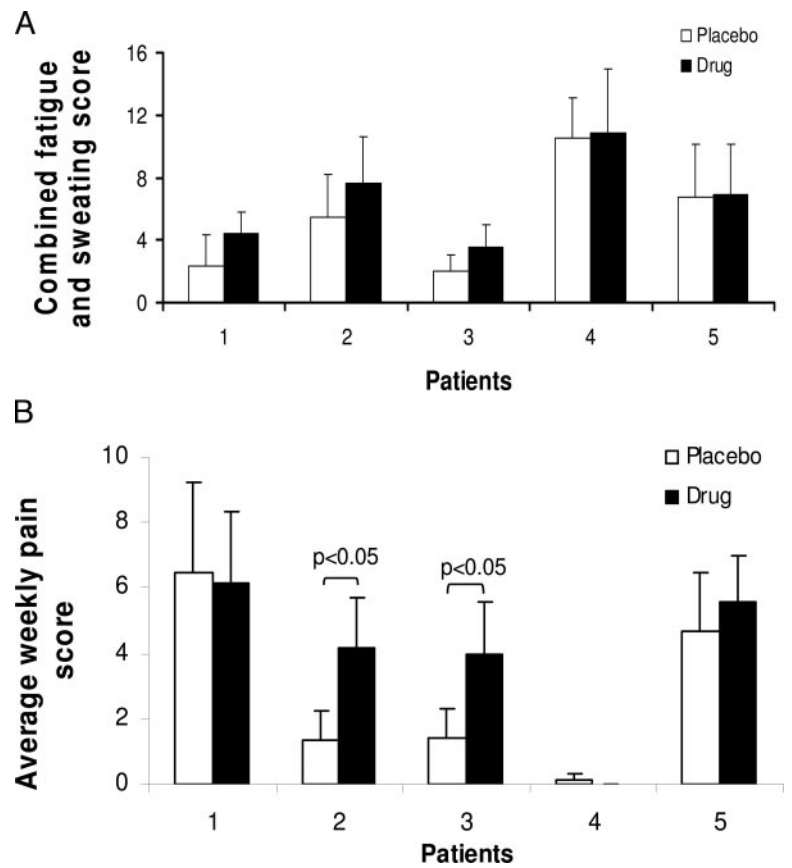 A
Combined fatigue
and sweating score
16
12
8
4
0
Placebo
Drug
1 2 3 4 5
Patients
B
Average weekly pain
score
10
8
6
4
2
0
Placebo
Drug
p<0.05
p<0.05
1 2 3 4 5
Patients